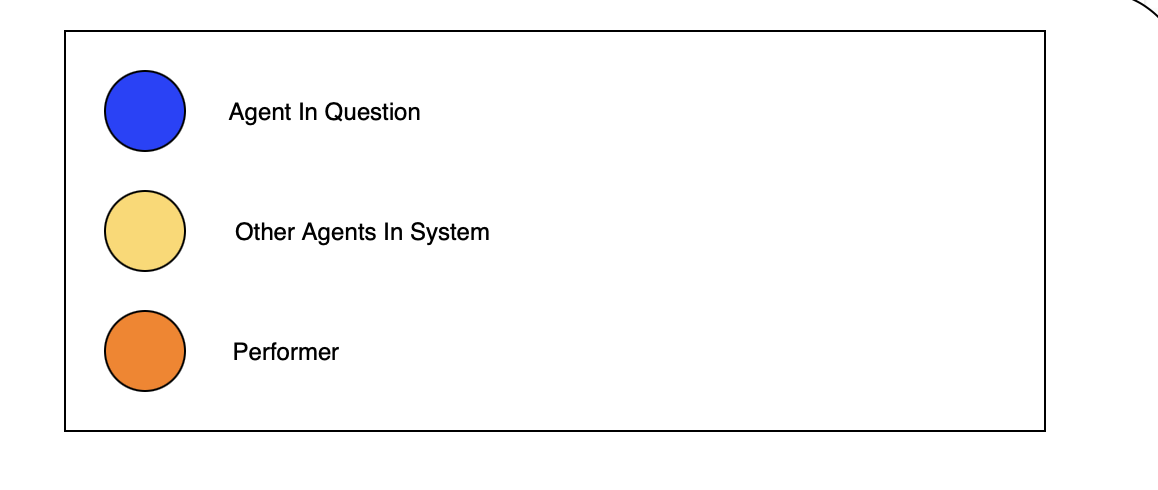 Agent In Question
Other Agents In System
Performer